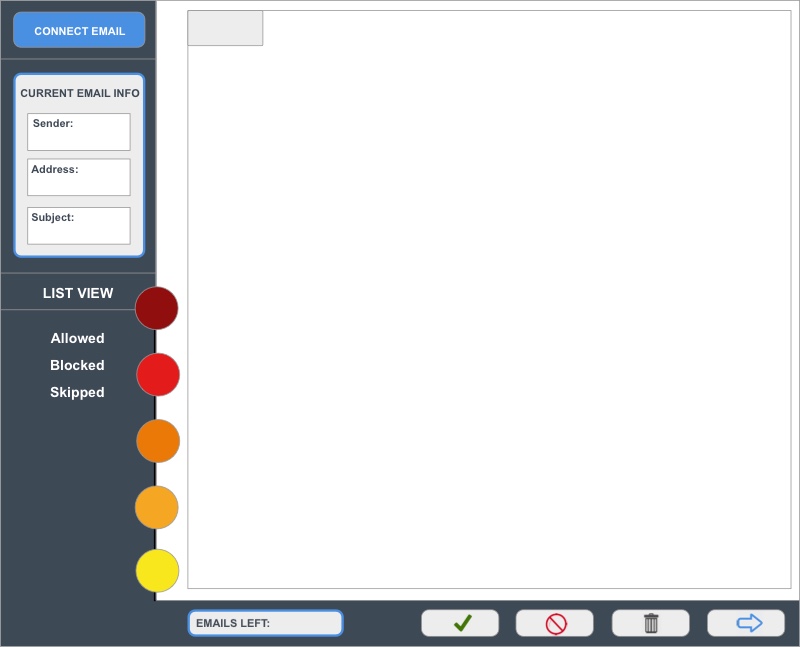 CONNECT EMAIL
CURRENT EMAIL INFO
Sender:
Address:
Subject:
LIST VIEW
Allowed
Blocked
Skipped
EMAILS LEFT: